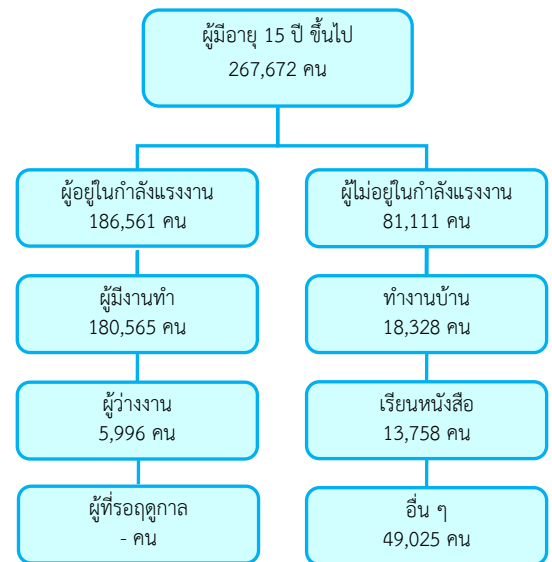 ผู้มีอายุ 15 ปี ขึ้นไป
267,672 คน
ผู้อยู่ในกำลังแรงงาน
186,561 คน
ผู้ไม่อยู่ในกำลังแรงงาน
81,111 คน
ผู้มีงานทำ
180,565 คน
ทำงานบ้าน
18,328 คน
ผู้ว่างงาน
5,996 คน
เรียนหนังสือ
13,758 คน
ผู้ที่รอฤดูกาล
- คน
อื่น ๆ
49,025 คน